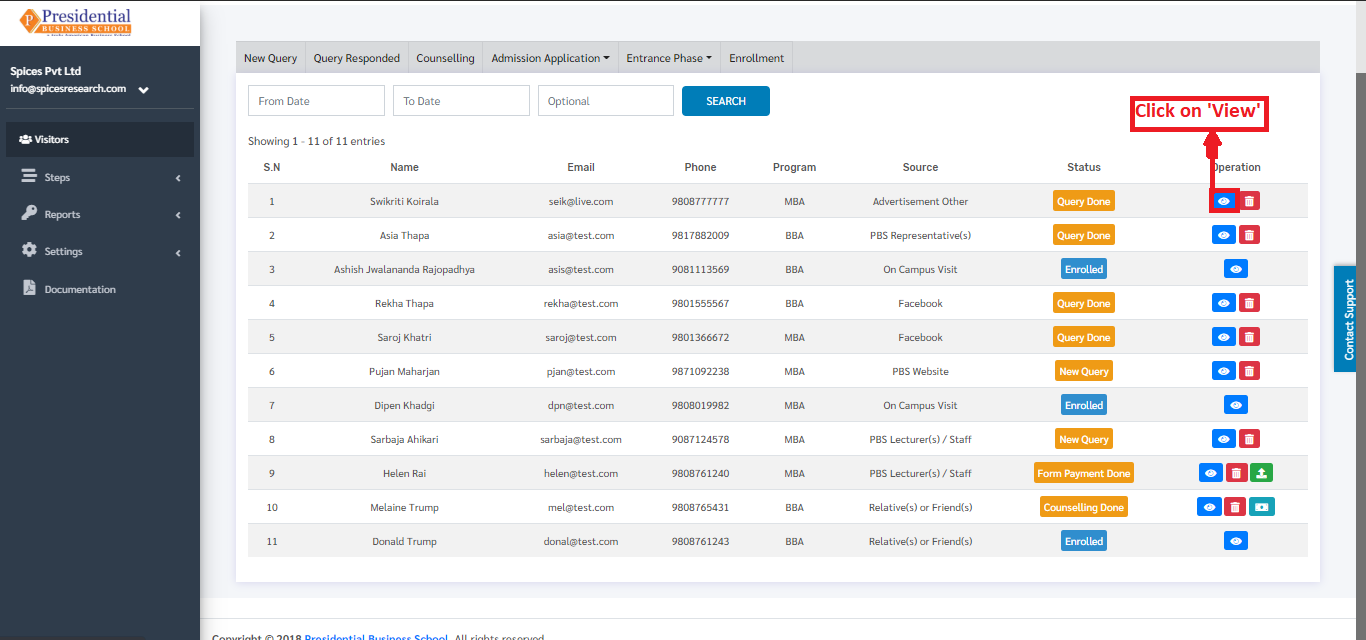 Presidential
BUSINESS SCHOOL
Spices Pvt Ltd
info@spicesresearch.com
Visitors
Steps
Reports
Settings
Documentation
New Query Query Responded Counselling Admission Application Entrance Phase Enrollment
From Date To Date Optional SEARCH
Click on 'View'
Showing 1 - 11 of 11 entries
S.N Name Email Phone Program Source Status Operation
1 Swikriti Koirala seik@live.com 9808777777 MBA Advertisement Other Query Done
2 Asia Thapa asia@test.com 9817882009 BBA PBS Representative(s) Query Done
3 Ashish Jwalananda Rajopadhya asis@test.com 9081113569 BBA On Campus Visit Enrolled
4 Rekha Thapa rekha@test.com 9801555567 BBA Facebook Query Done
5 Saroj Khatri saroj@test.com 9801366672 MBA Facebook Query Done
6 Pujan Maharjan pjan@test.com 9871092238 MBA PBS Website New Query
7 Dipen Khadgi dpn@test.com 9808019982 MBA On Campus Visit Enrolled
8 Sarbaja Ahikari sarbaja@test.com 9087124578 MBA PBS Lecturer(s) / Staff New Query
9 Helen Rai helen@test.com 9808761240 MBA PBS Lecturer(s) / Staff Form Payment Done
10 Melaine Trump mel@test.com 9808765431 BBA Relative(s) or Friend(s) Counselling Done
11 Donald Trump donal@test.com 9808761243 BBA Relative(s) or Friend(s) Enrolled
Contact Support
Copyright © 2018 Presidential Business School. All rights reserved.